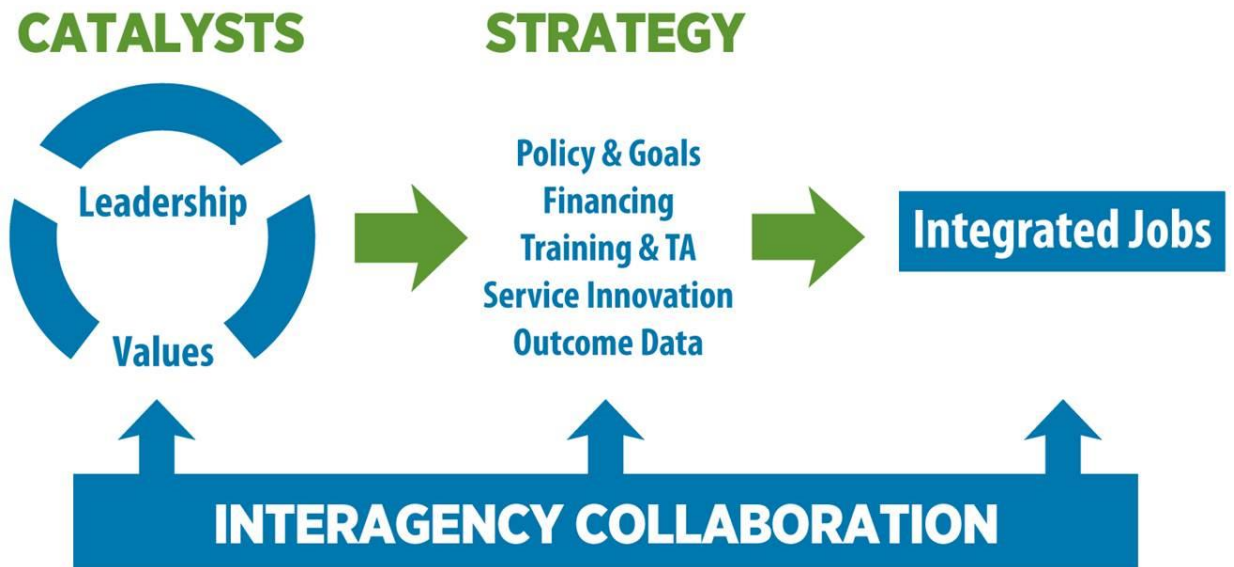 CATALYSTS
STRATEGY
Leadership
Values
Policy & Goals
Financing
Training & TA
Service Innovation
Outcome Data
Integrated Jobs
INTERAGENCY COLLABORATION